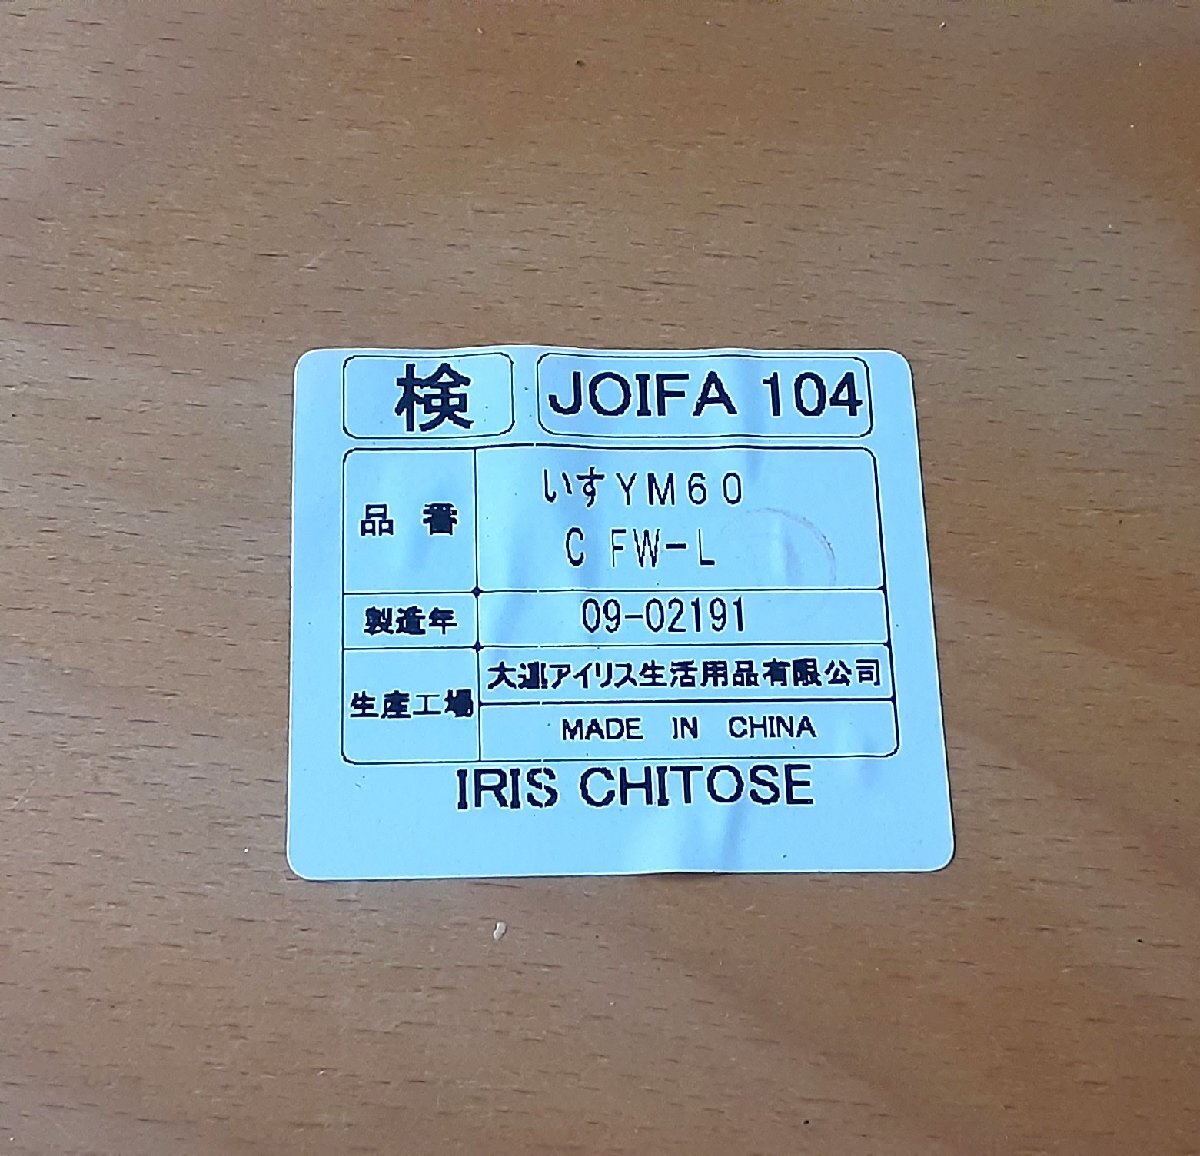 検 JOIFA 104
品番 いすYM60
C FW-L
製造年 09-02191
生産工場 大連アイリス生活用品有限公司
MADE IN CHINA
IRIS CHITOSE